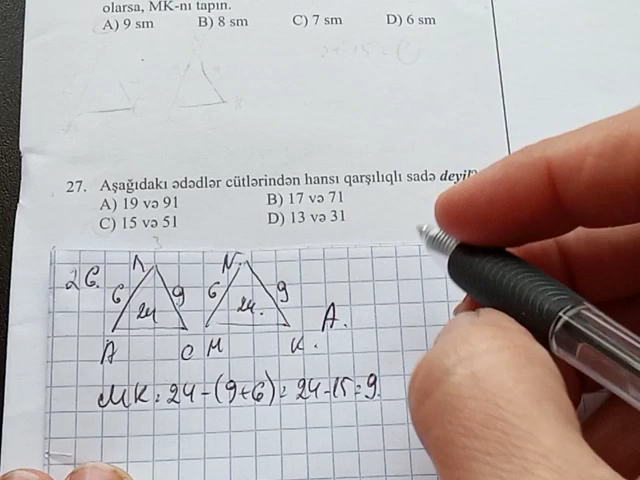 olarsa, MK-nı tapın.
A) 9 sm B) 8 sm C) 7 sm D) 6 sm
27. Aşağıdakı ədədlər cütlərindən hansı qarşılıqlı sadə deyil?
A) 19 və 91 B) 17 və 71
C) 15 və 51 D) 13 və 31
26. N
6 9 6 9
24 24. A.
A C M K.
MK = 24 - (9+6) = 24 - 15 = 9.